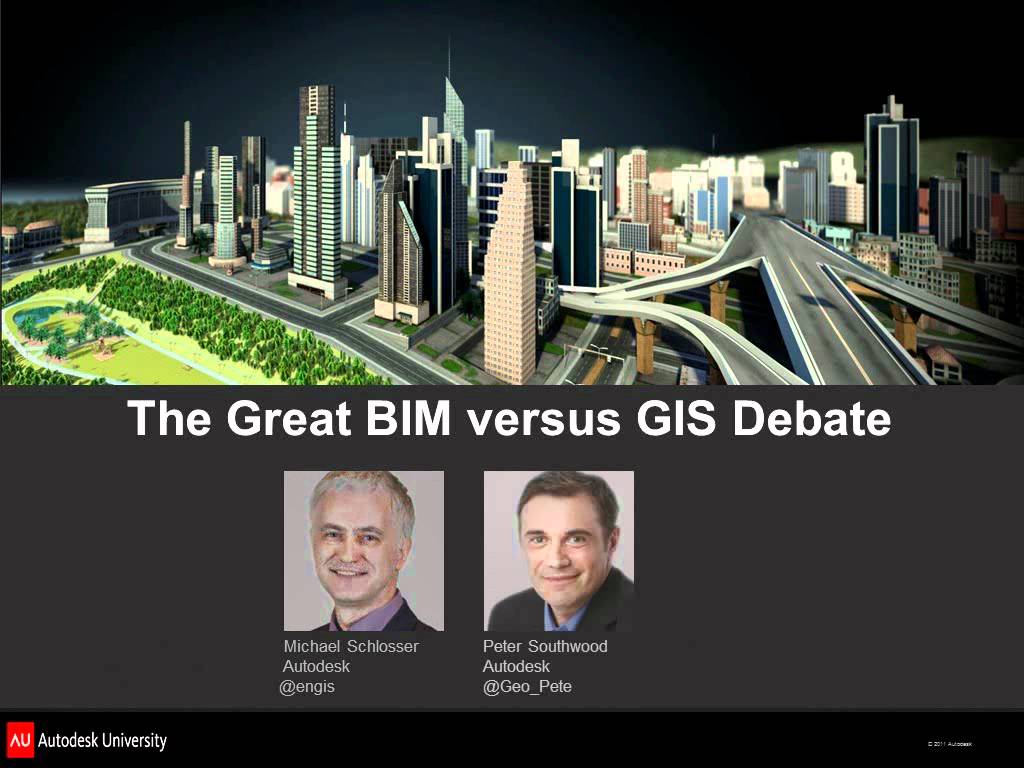 The Great BIM versus GIS Debate
Michael Schlosser
Autodesk
@engis
Peter Southwood
Autodesk
@Geo_Pete
AU Autodesk University
© 2011 Autodesk